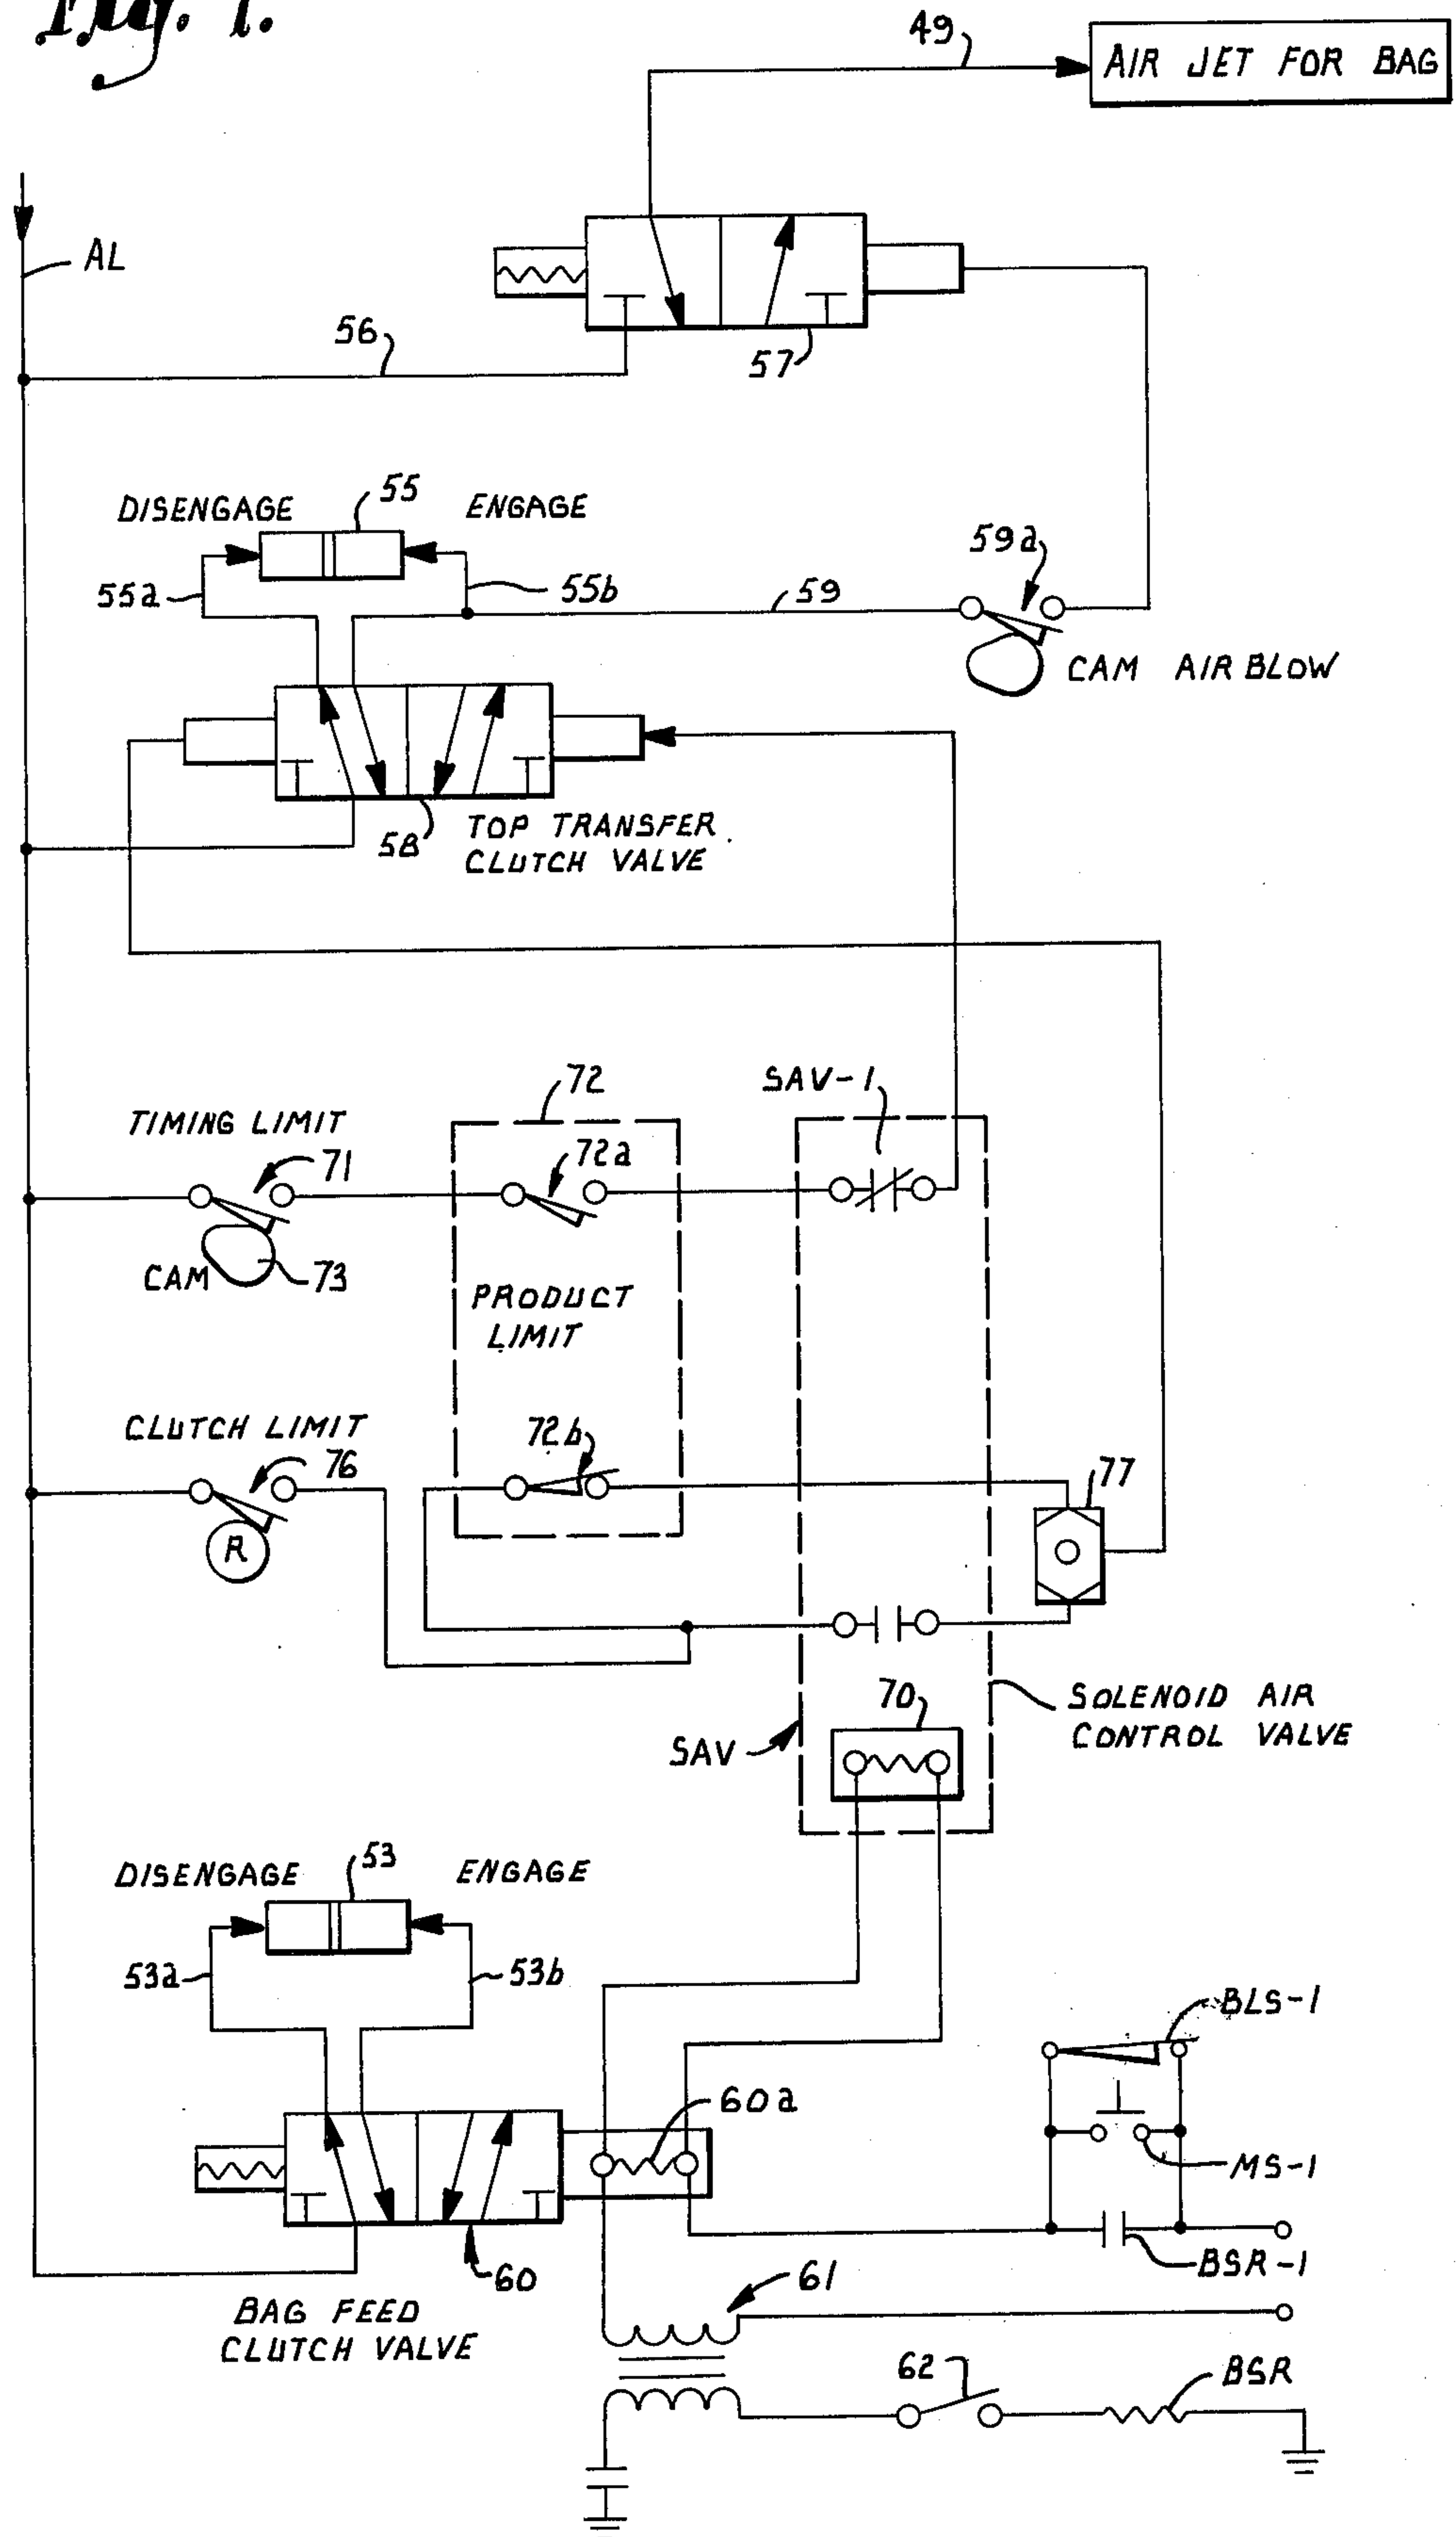 Fig. 7.
49
AIR JET FOR BAG
AL
56
57
DISENGAGE
55
ENGAGE
59a
55a
55b
59
CAM AIR BLOW
58
TOP TRANSFER
CLUTCH VALVE
72
SAV-1
TIMING LIMIT
71
72a
CAM
73
PRODUCT
LIMIT
CLUTCH LIMIT
76
72b
77
R
70
SOLENOID AIR
CONTROL VALVE
SAV
DISENGAGE
53
ENGAGE
53a
53b
BLS-1
60a
MS-1
60
BSR-1
61
BAG FEED
CLUTCH VALVE
62
BSR